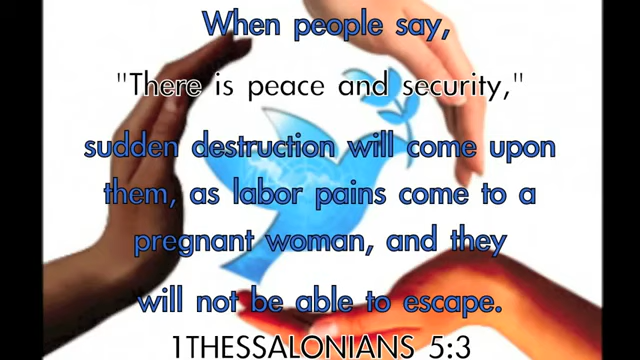 When people say,
"There is peace and security,"
sudden destruction will come upon
them, as labor pains come to a
pregnant woman, and they
will not be able to escape.
1THESSALONIANS 5:3